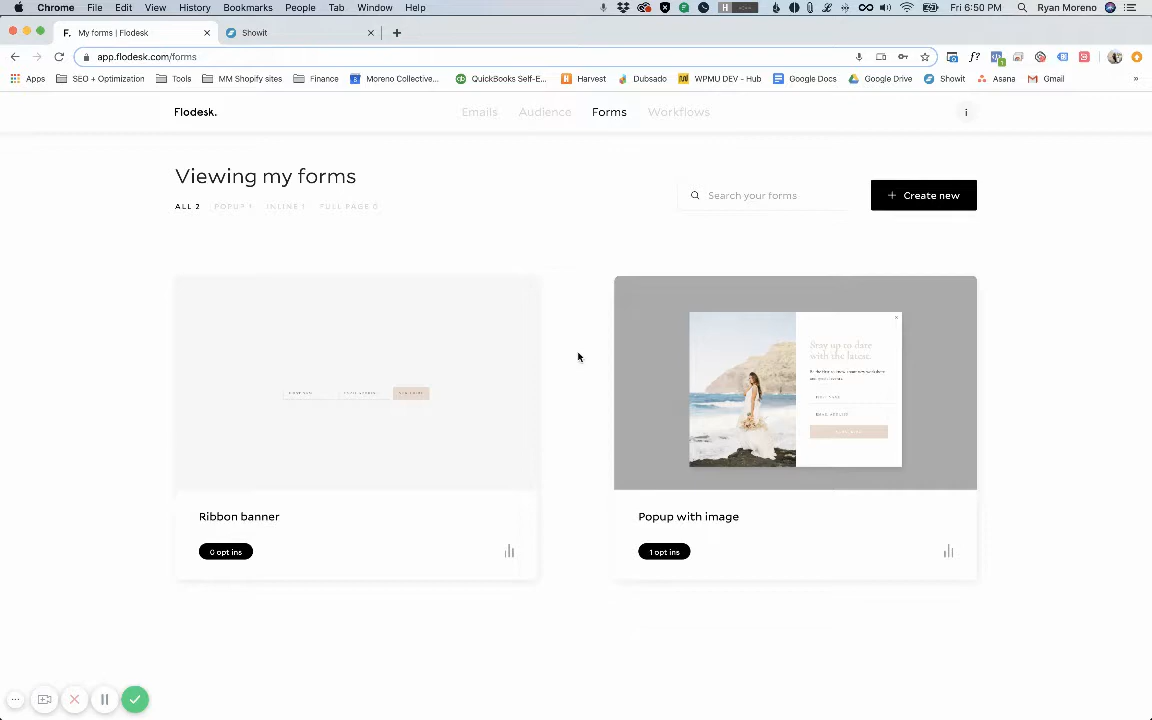 Chrome File Edit View History Bookmarks People Tab Window Help Fri 6:50 PM Ryan Moreno
F. My forms | Flodesk Showit
app.flodesk.com/forms
Apps SEO + Optimization Tools MM Shopify sites Finance Moreno Collective... QuickBooks Self-E... Harvest Dubsado WPMU DEV - Hub Google Docs Google Drive Showit Asana Gmail »
Flodesk. Emails Audience Forms Workflows i
Viewing my forms
ALL 2 POPUP 1 INLINE 1 FULL PAGE 0
Search your forms
+ Create new
Stay up to date
with the latest.
FIRST NAME
EMAIL ADDRESS
Ribbon banner
0 opt ins
Popup with image
1 opt ins